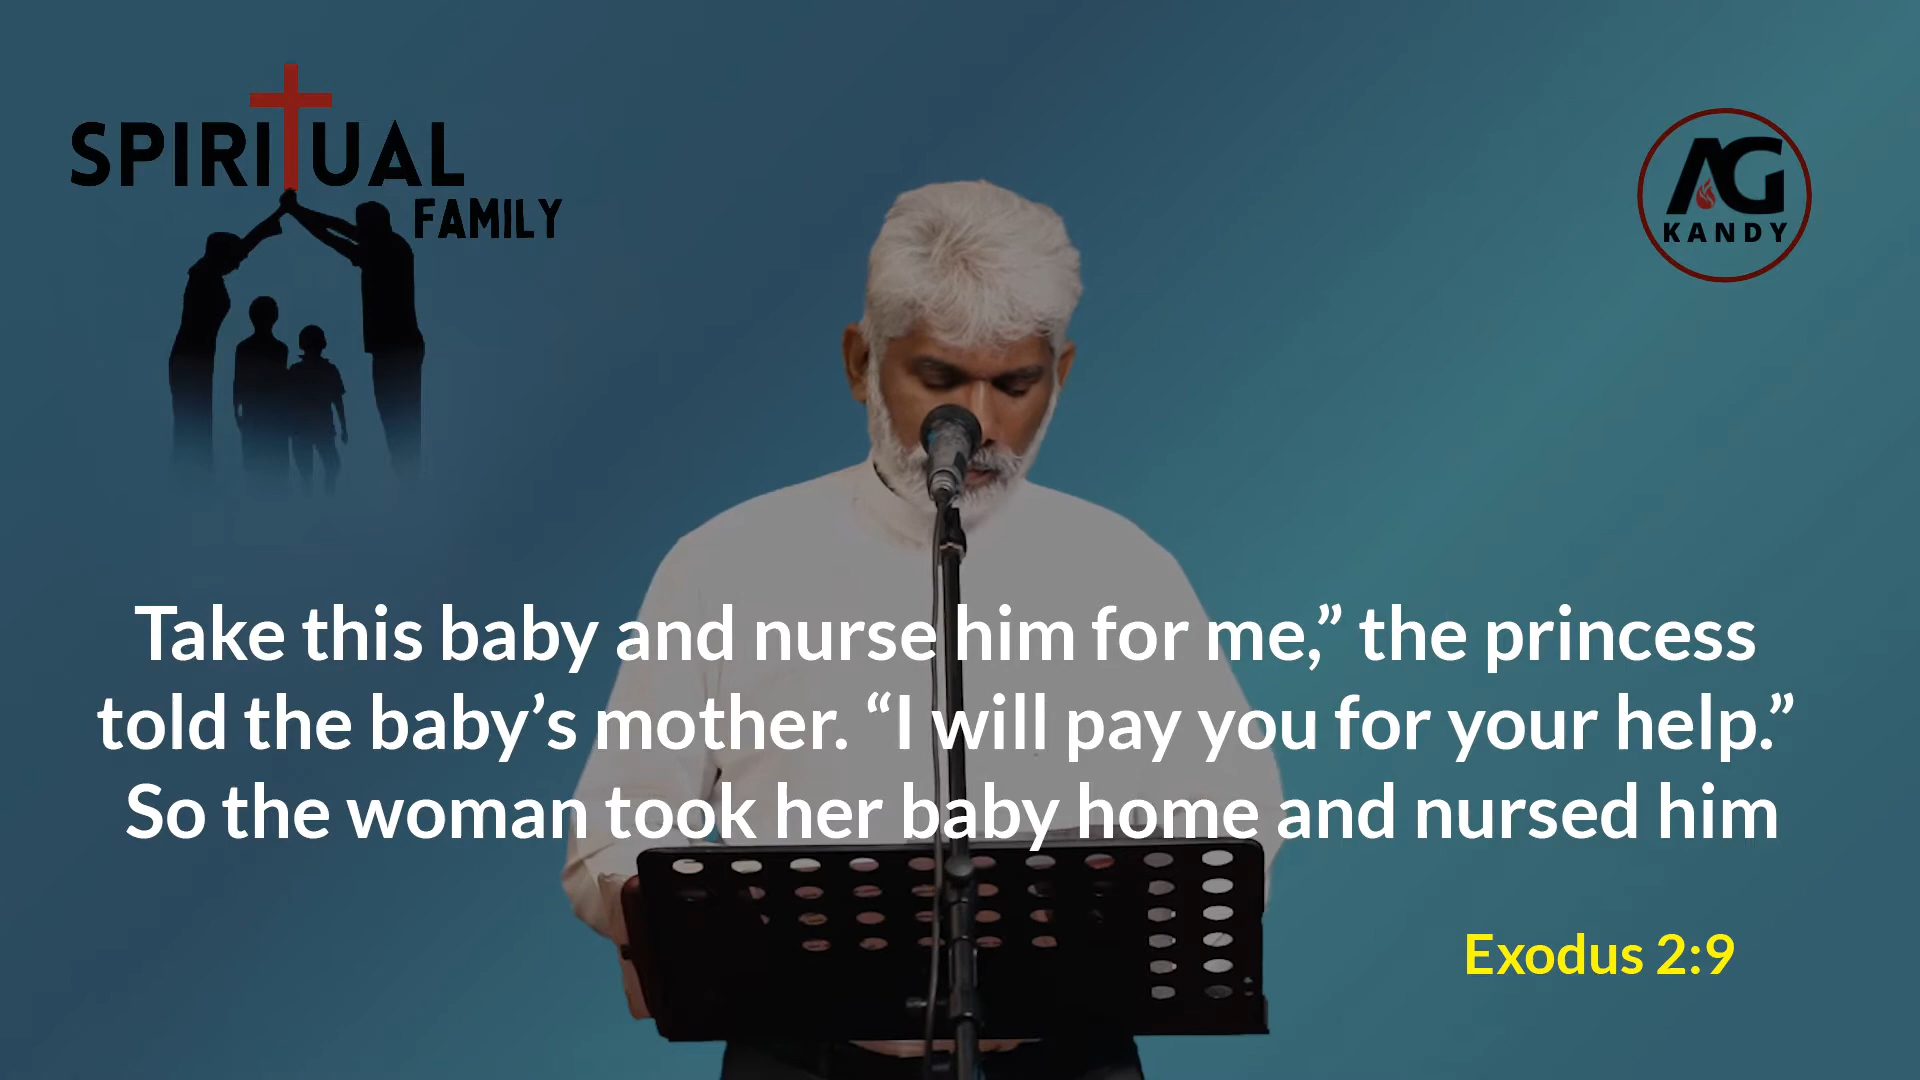 SPIRITUAL
FAMILY
AG
KANDY
Take this baby and nurse him for me,” the princess
told the baby’s mother. “I will pay you for your help.”
So the woman took her baby home and nursed him
Exodus 2:9